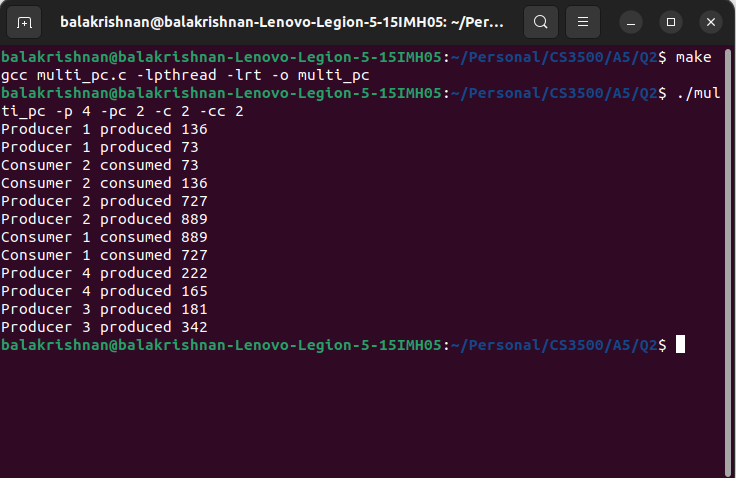 balakrishnan@balakrishnan-Lenovo-Legion-5-15IMH05: ~/Per...
balakrishnan@balakrishnan-Lenovo-Legion-5-15IMH05:~/Personal/CS3500/A5/Q2$ make
gcc multi_pc.c -lpthread -lrt -o multi_pc
balakrishnan@balakrishnan-Lenovo-Legion-5-15IMH05:~/Personal/CS3500/A5/Q2$ ./mul
ti_pc -p 4 -pc 2 -c 2 -cc 2
Producer 1 produced 136
Producer 1 produced 73
Consumer 2 consumed 73
Consumer 2 consumed 136
Producer 2 produced 727
Producer 2 produced 889
Consumer 1 consumed 889
Consumer 1 consumed 727
Producer 4 produced 222
Producer 4 produced 165
Producer 3 produced 181
Producer 3 produced 342
balakrishnan@balakrishnan-Lenovo-Legion-5-15IMH05:~/Personal/CS3500/A5/Q2$